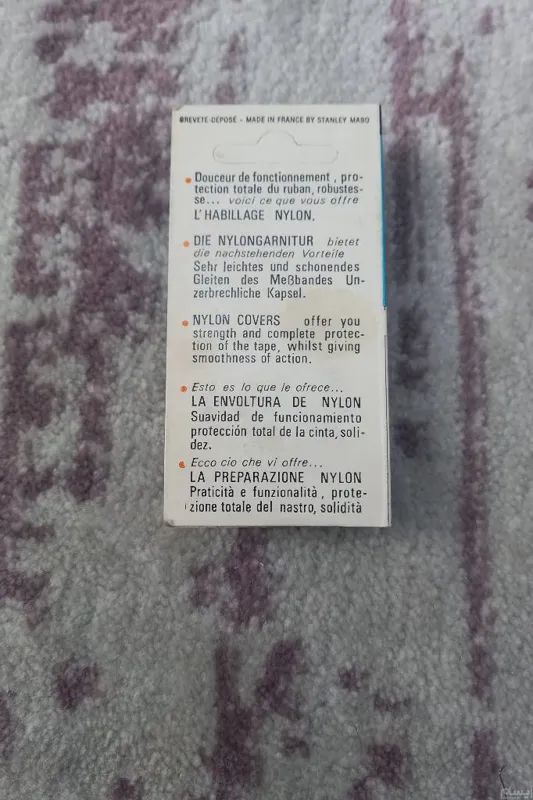 BREVETÉ-DÉPOSÉ - MADE IN FRANCE BY STANLEY MABO
Douceur de fonctionnement, pro-
tection totale du ruban, robustes-
se... voici ce que vous offre
L'HABILLAGE NYLON.
DIE NYLONGARNITUR bietet
die nachstehenden Vorteile
Sehr leichtes und schonendes
Gleiten des Meßbandes Un-
zerbrechliche Kapsel.
NYLON COVERS offer you
strength and complete protec-
tion of the tape, whilst giving
smoothness of action.
Esto es lo que le ofrece...
LA ENVOLTURA DE NYLON
Suavidad de funcionamiento
protección total de la cinta, soli-
dez.
Ecco cio che vi offre...
LA PREPARAZIONE NYLON
Praticità e funzionalità, prote-
zione totale del nastro, solidità